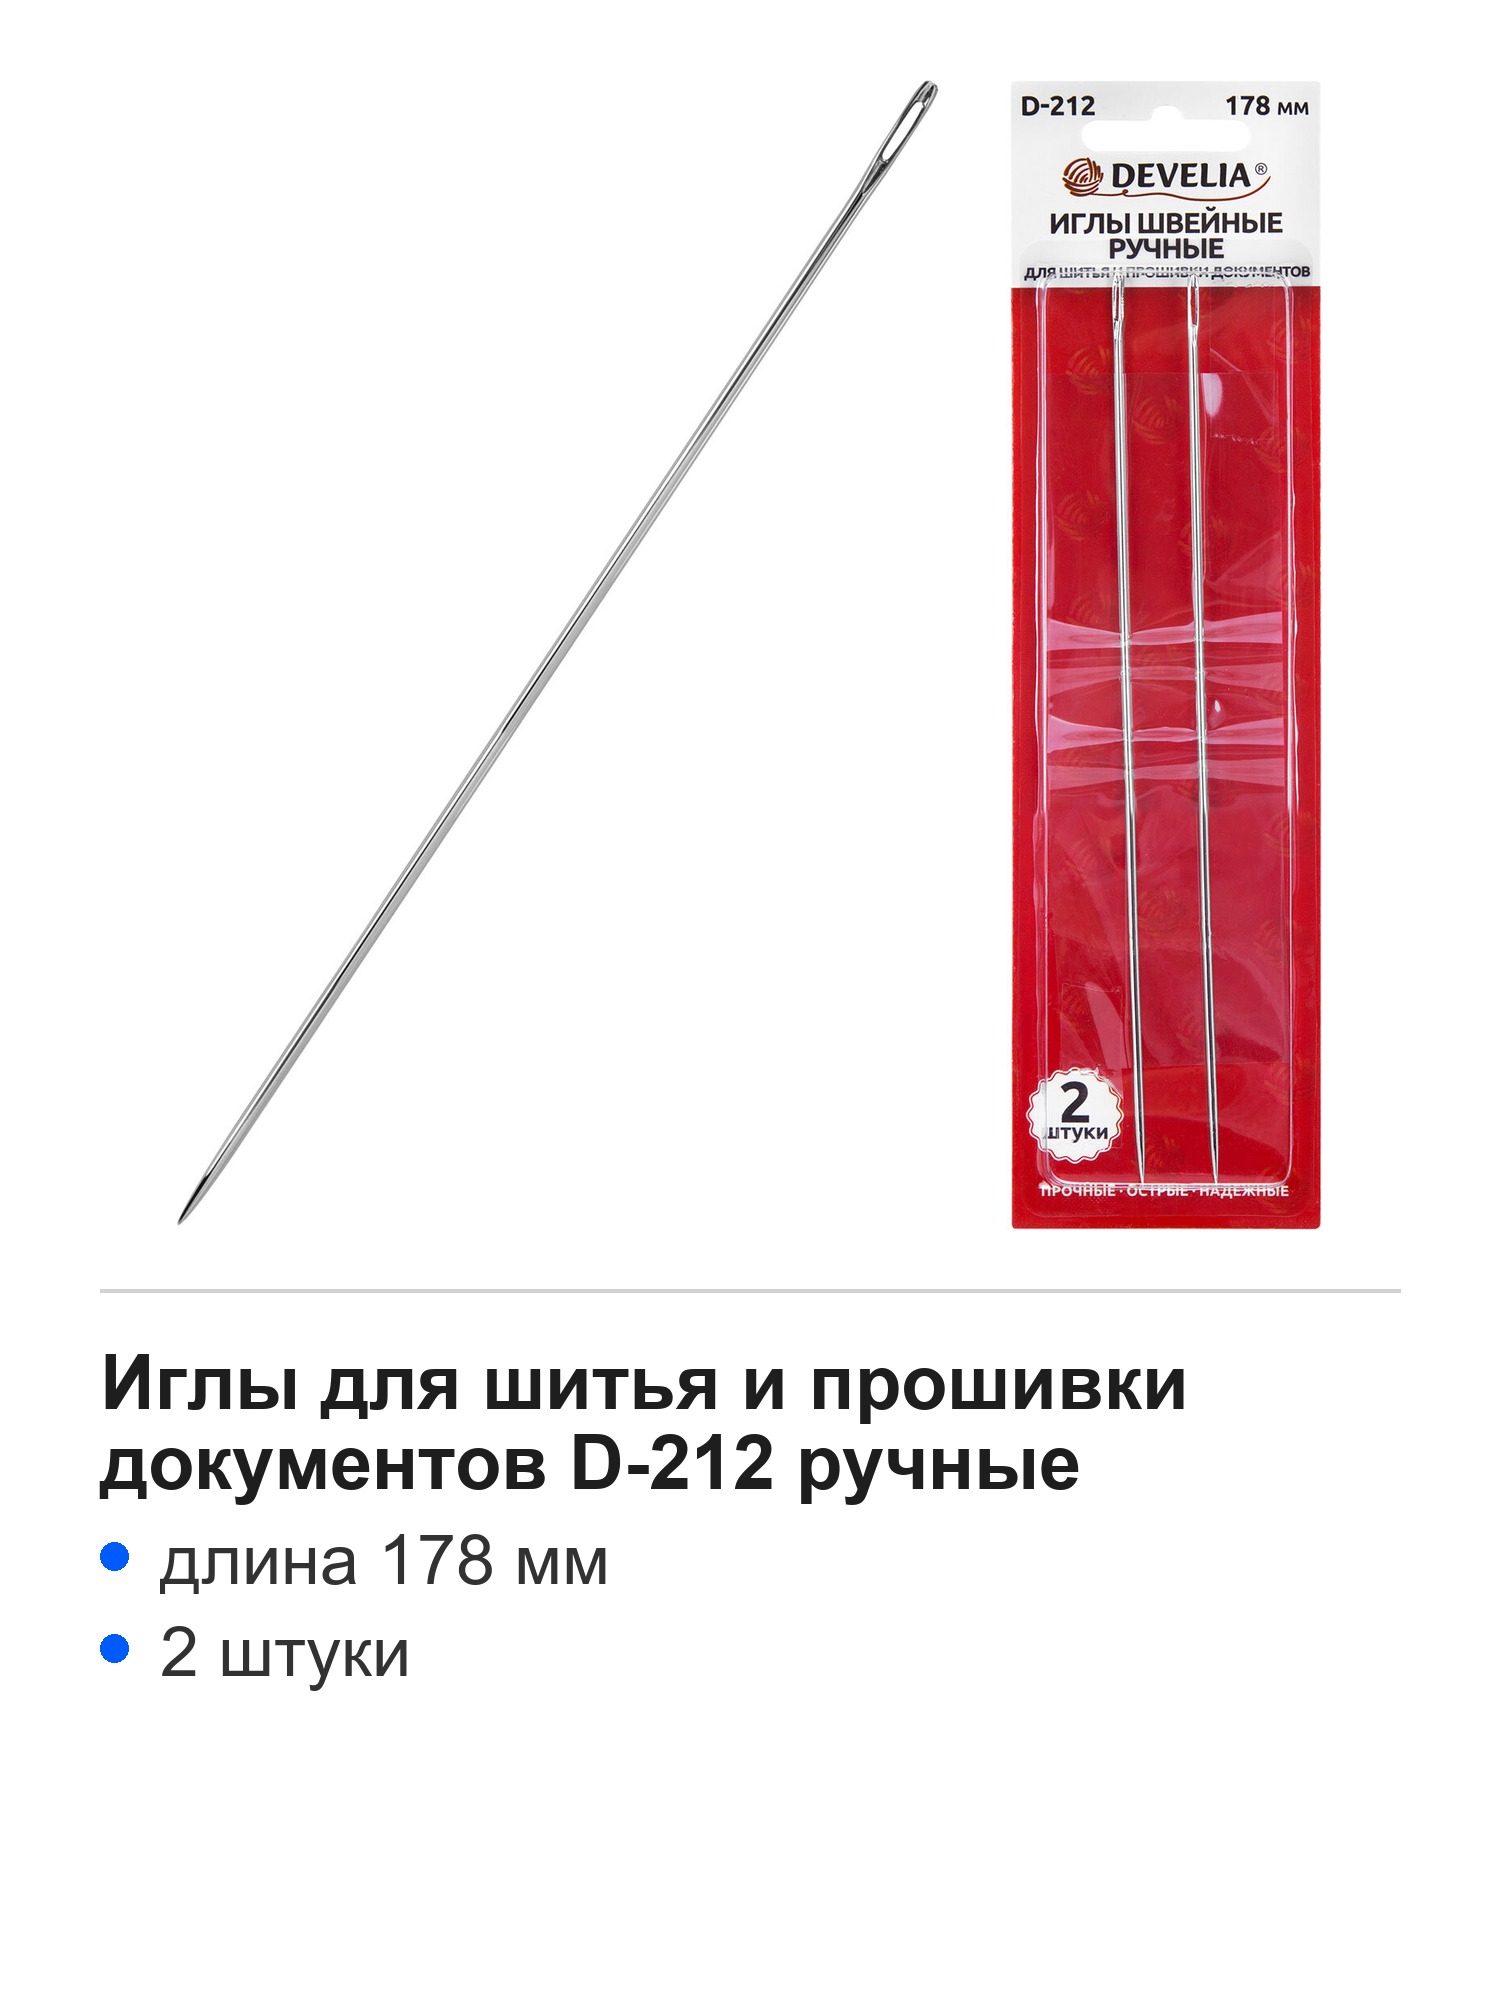 D-212 178 мм
DEVELIA®
ИГЛЫ ШВЕЙНЫЕ
РУЧНЫЕ
ДЛЯ ШИТЬЯ И ПРОШИВКИ ДОКУМЕНТОВ
2
ШТУКИ
ПРОЧНЫЕ · ОСТРЫЕ · НАДЕЖНЫЕ
Иглы для шитья и прошивки
документов D-212 ручные
длина 178 мм
2 штуки